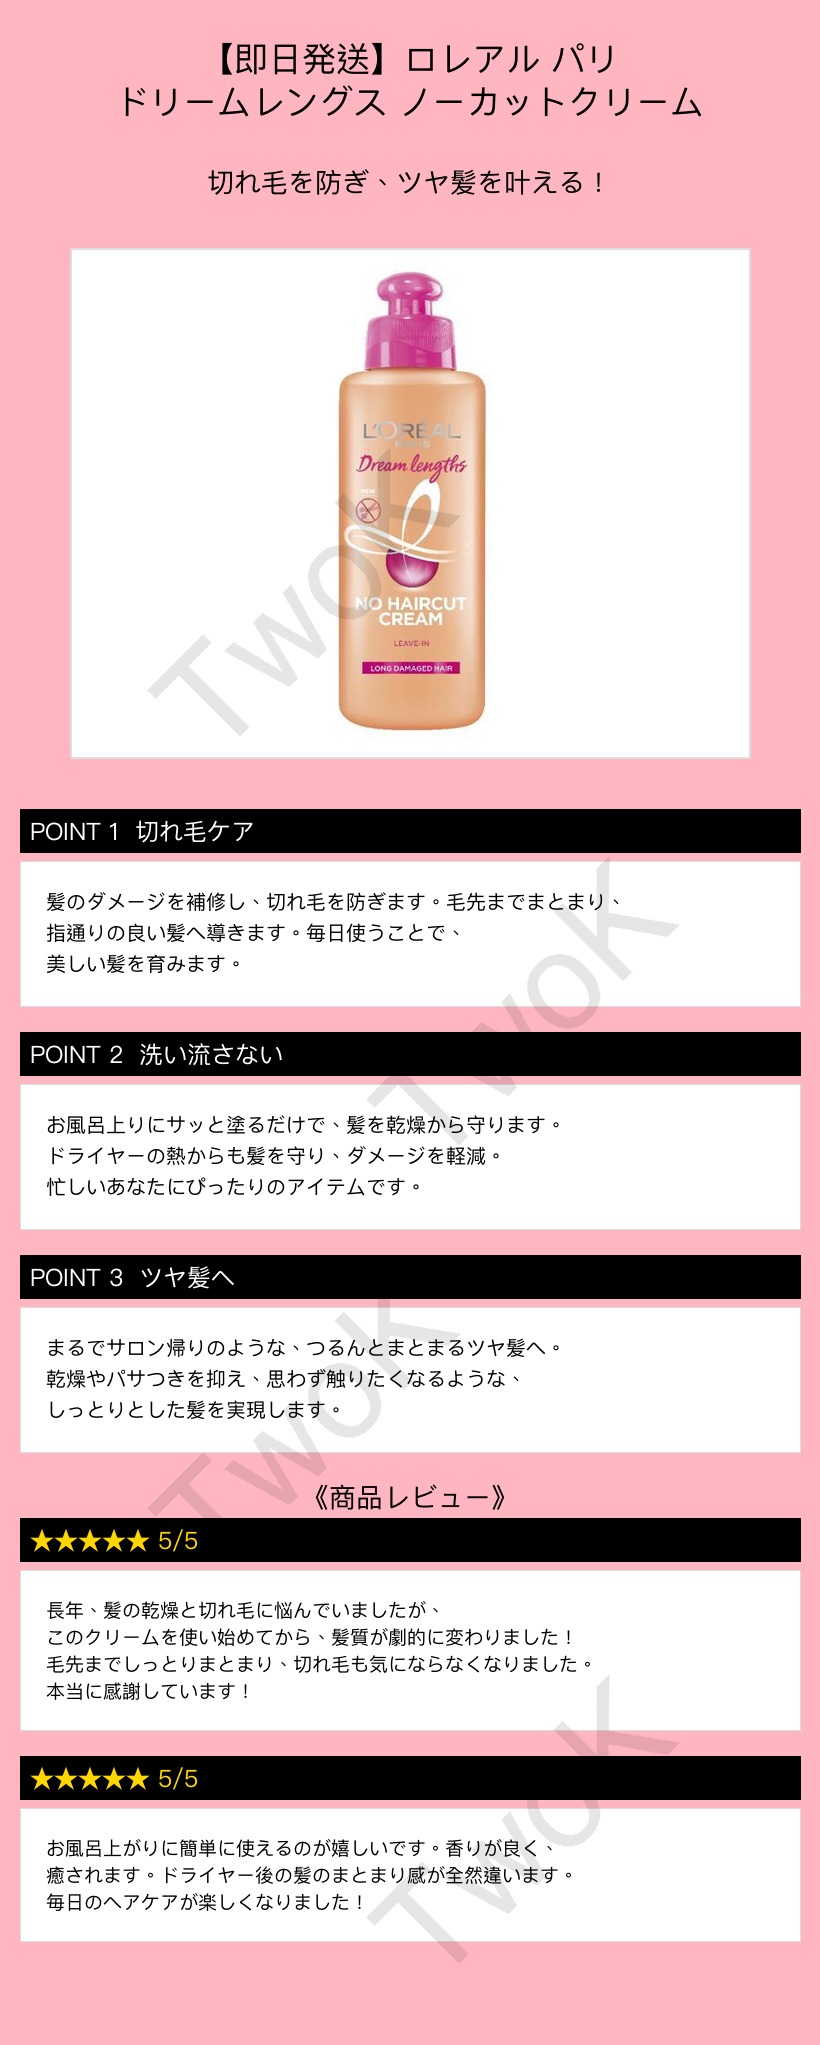 【即日発送】ロレアル パリ
ドリームレングス ノーカットクリーム
切れ毛を防ぎ、ツヤ髪を叶える！
L'ORÉAL
PARIS
Dream lengths
NEW
NO HAIRCUT
CREAM
LEAVE-IN
LONG DAMAGED HAIR
TwoK
POINT 1 切れ毛ケア
髪のダメージを補修し、切れ毛を防ぎます。毛先までまとまり、
指通りの良い髪へ導きます。毎日使うことで、
美しい髪を育みます。
TwoK
POINT 2 洗い流さない
お風呂上りにサッと塗るだけで、髪を乾燥から守ります。
ドライヤーの熱からも髪を守り、ダメージを軽減。
忙しいあなたにぴったりのアイテムです。
POINT 3 ツヤ髪へ
まるでサロン帰りのような、つるんとまとまるツヤ髪へ。
乾燥やパサつきを抑え、思わず触りたくなるような、
しっとりとした髪を実現します。
TwoK
《商品レビュー》
★★★★★ 5/5
長年、髪の乾燥と切れ毛に悩んでいましたが、
このクリームを使い始めてから、髪質が劇的に変わりました！
毛先までしっとりまとまり、切れ毛も気にならなくなりました。
本当に感謝しています！
★★★★★ 5/5
お風呂上がりに簡単に使えるのが嬉しいです。香りが良く、
癒されます。ドライヤー後の髪のまとまり感が全然違います。
毎日のヘアケアが楽しくなりました！
TwoK